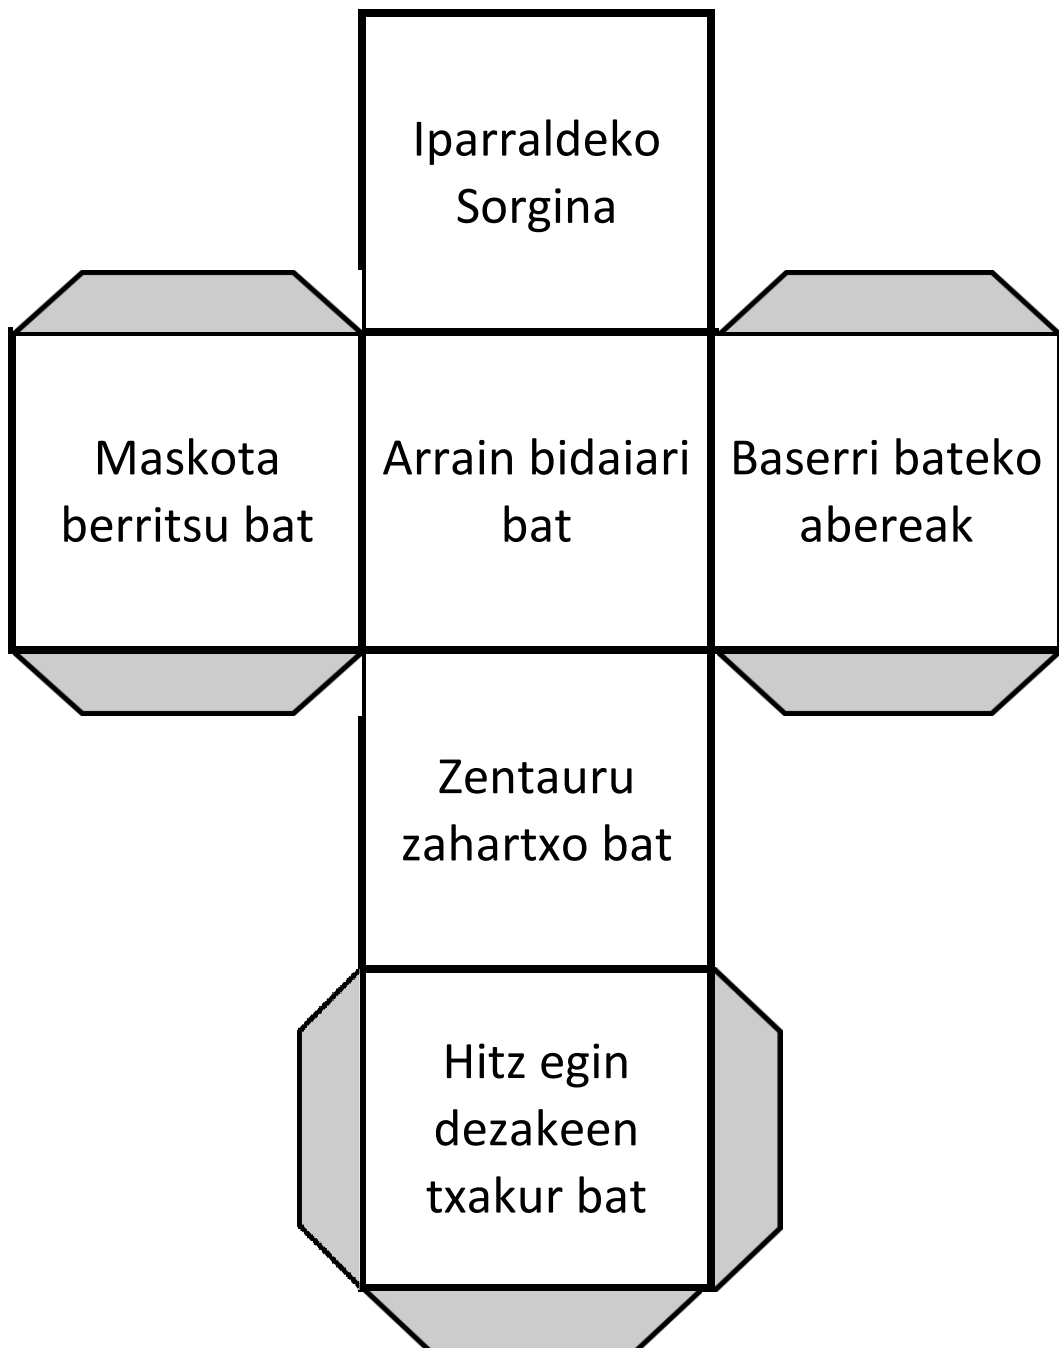 Iparraldeko
Sorgina
Maskota
berritsu bat
Arrain bidaiari
bat
Baserri bateko
abereak
Zentauru
zahartxo bat
Hitz egin
dezakeen
txakur bat